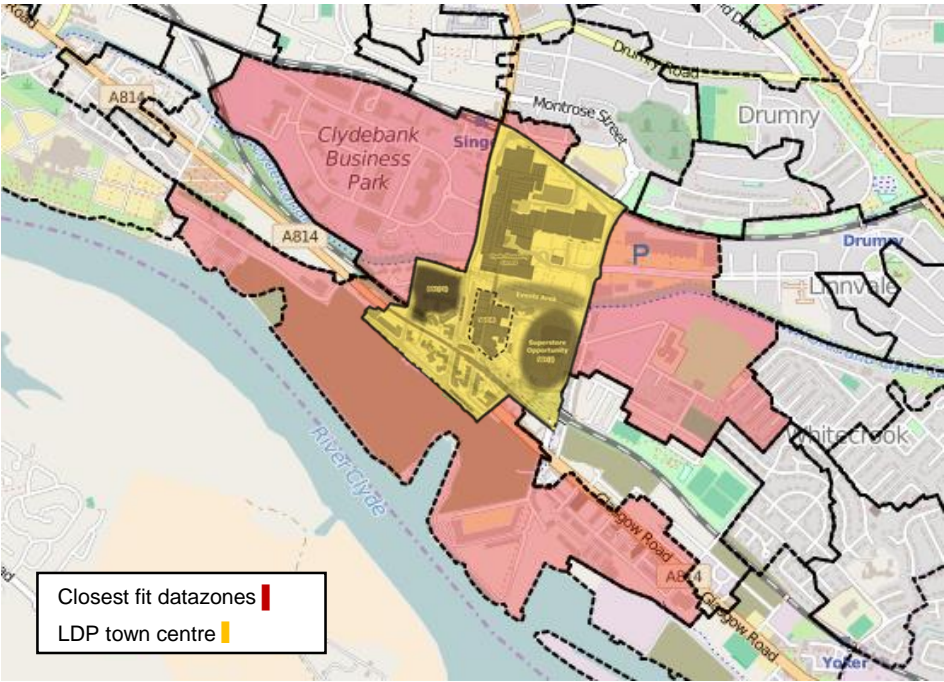 Road
A814
Drumry Road
Montrose Street
Drumry
Clydebank
Business
Park
Sing
A814
P
Drumry
Linnvale
Events Area
Superstore
Opportunity
Whitecrook
River Clyde
Glasgow Road
A814
Glasgow Road
Yoker
Closest fit datazones
LDP town centre